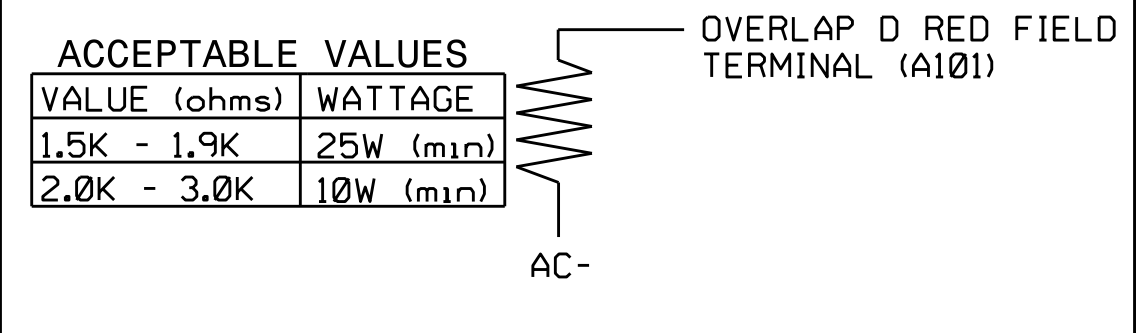 ACCEPTABLE VALUES
VALUE (ohms) WATTAGE
1.5K - 1.9K 25W (min)
2.0K - 3.0K 10W (min)
OVERLAP D RED FIELD
TERMINAL (A101)
AC-